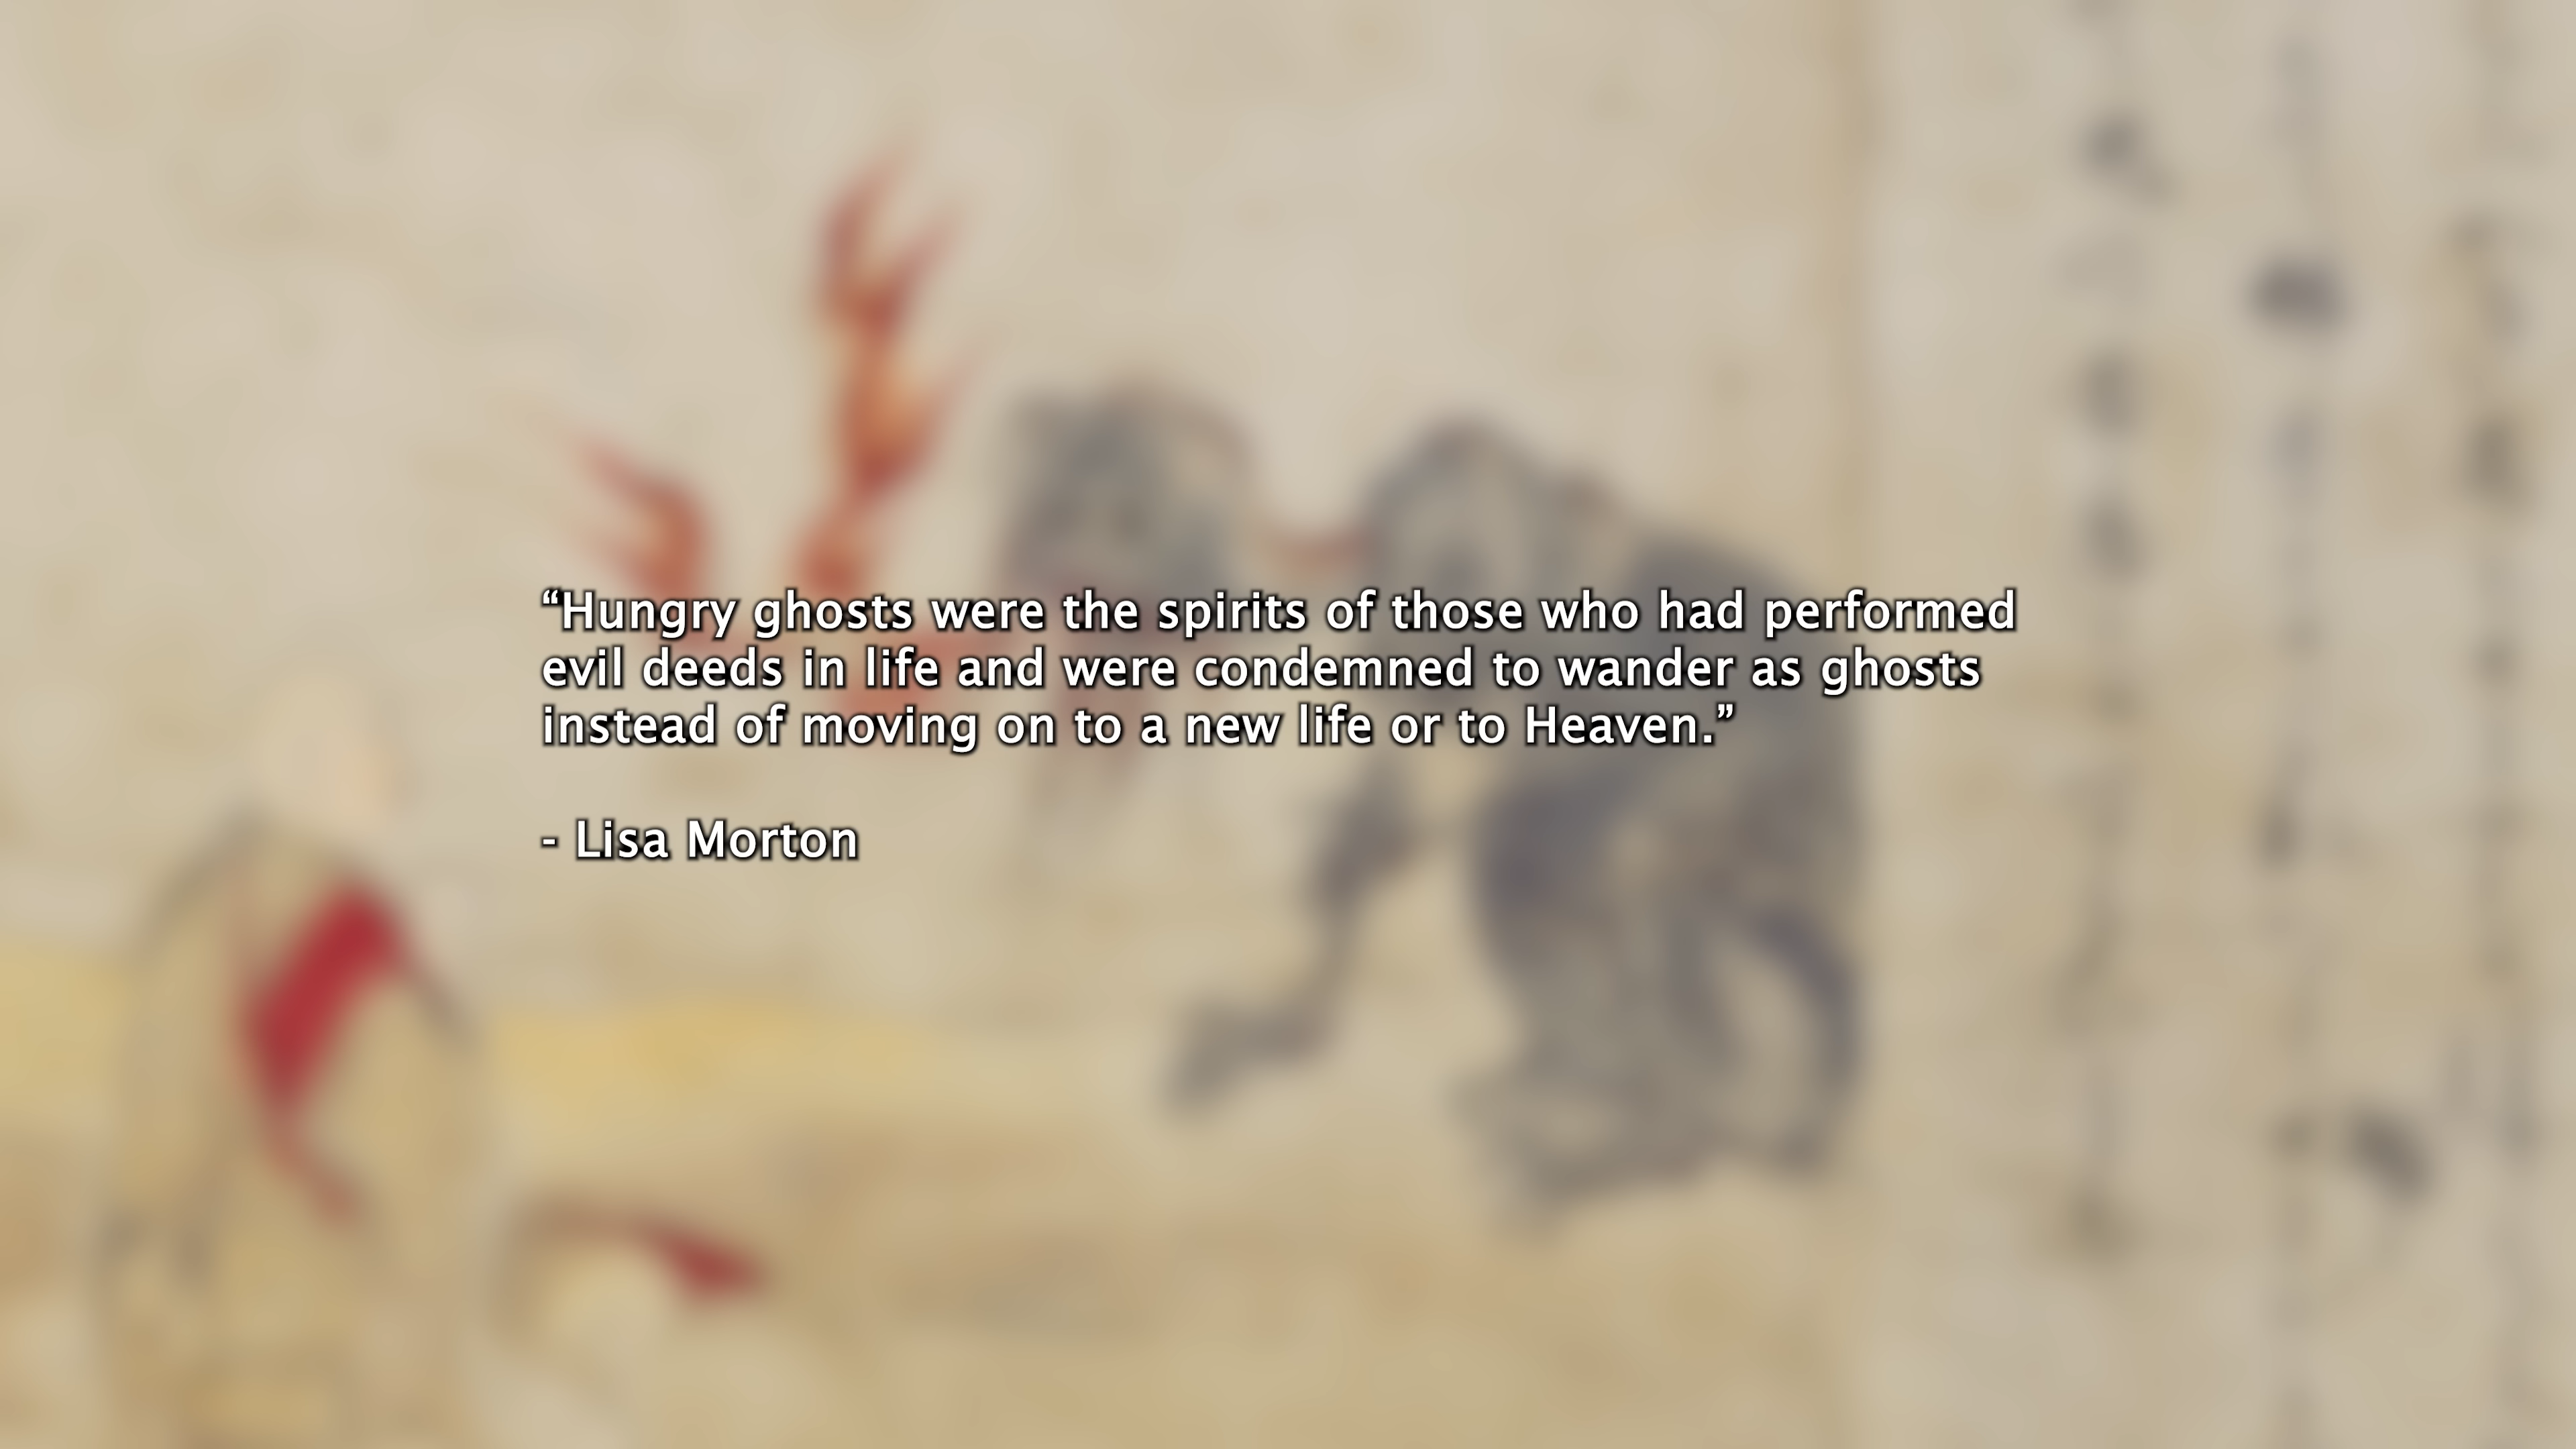 “Hungry ghosts were the spirits of those who had performed
evil deeds in life and were condemned to wander as ghosts
instead of moving on to a new life or to Heaven.”
- Lisa Morton